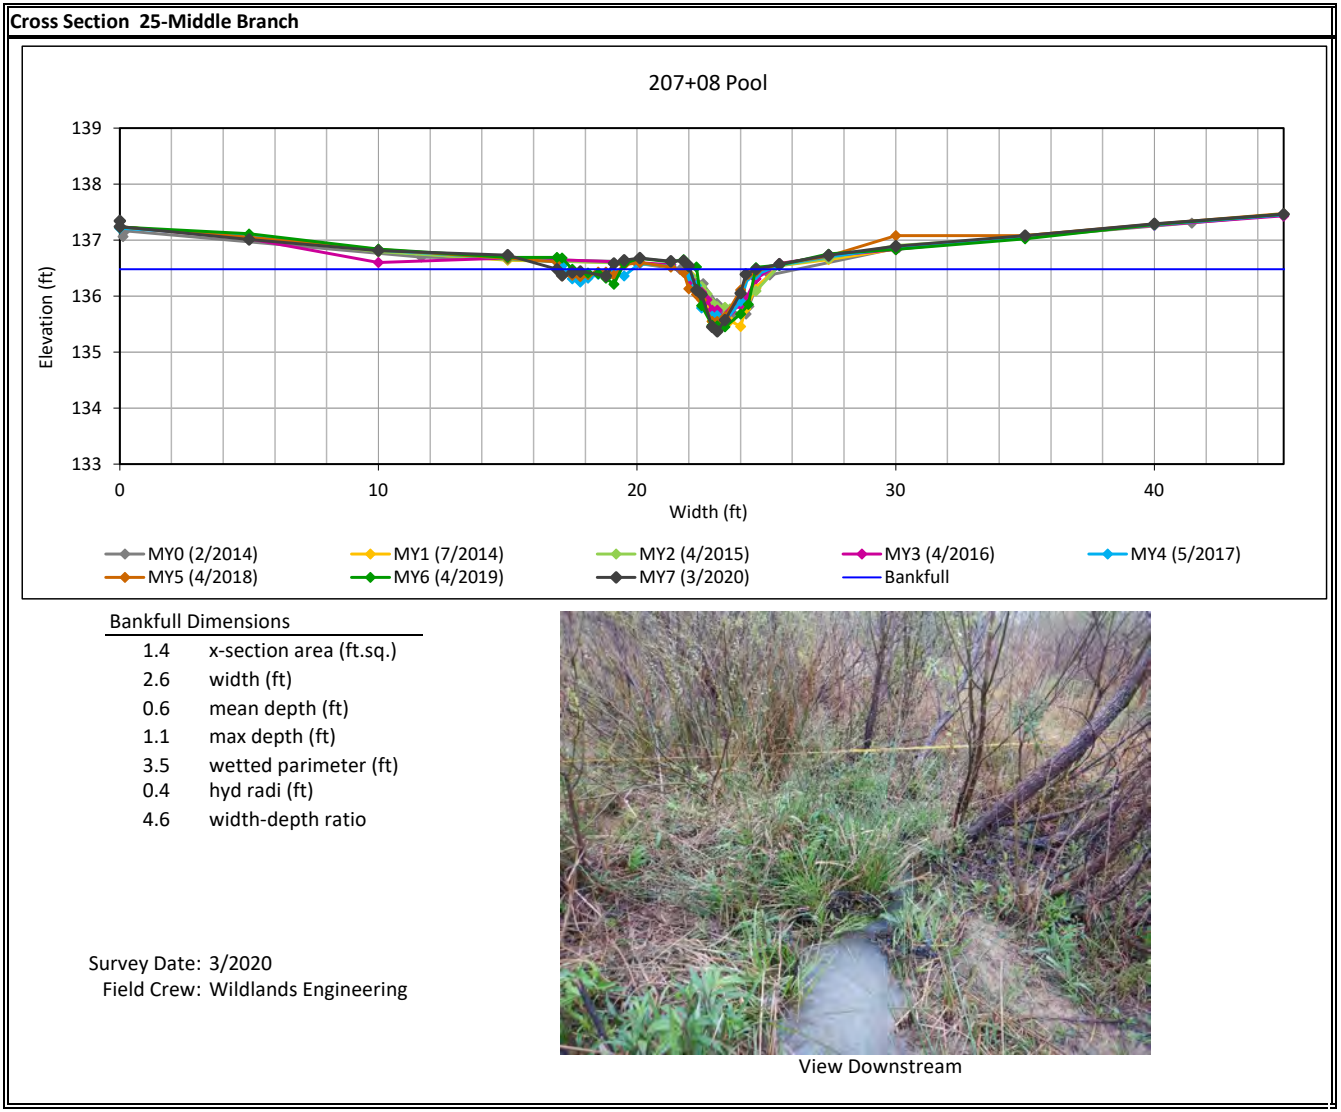 Cross Section 25-Middle Branch
207+08 Pool
Elevation (ft)
139
138
137
136
135
134
133
0 10 20 30 40
Width (ft)
MY0 (2/2014) MY1 (7/2014) MY2 (4/2015) MY3 (4/2016) MY4 (5/2017)
MY5 (4/2018) MY6 (4/2019) MY7 (3/2020) Bankfull
Bankfull Dimensions
1.4 x-section area (ft.sq.)
2.6 width (ft)
0.6 mean depth (ft)
1.1 max depth (ft)
3.5 wetted parimeter (ft)
0.4 hyd radi (ft)
4.6 width-depth ratio
Survey Date: 3/2020
Field Crew: Wildlands Engineering
View Downstream